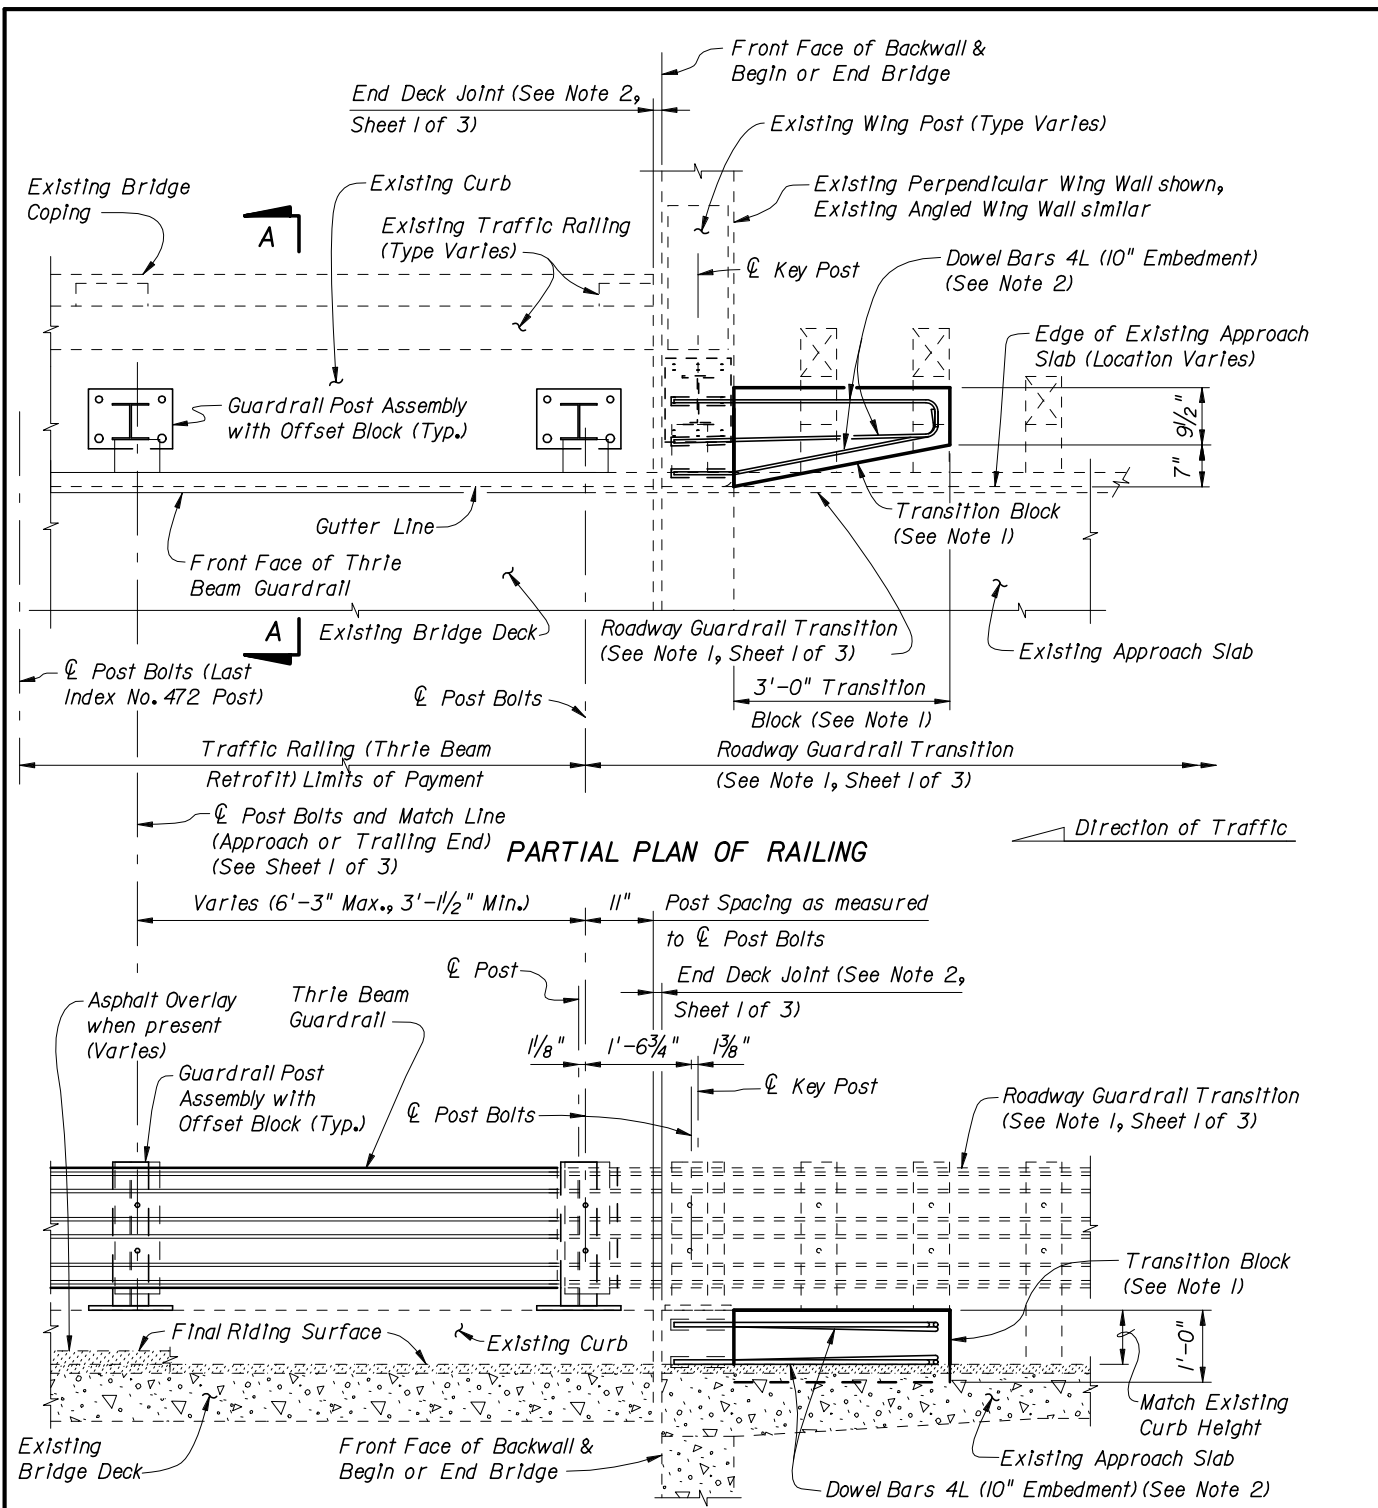 Front Face of Backwall &
Begin or End Bridge
End Deck Joint (See Note 2,
Sheet 1 of 3)
Existing Wing Post (Type Varies)
Existing Bridge
Coping
Existing Curb
Existing Perpendicular Wing Wall shown,
Existing Angled Wing Wall similar
A
Existing Traffic Railing
(Type Varies)
℄ Key Post
Dowel Bars 4L (10" Embedment)
(See Note 2)
Edge of Existing Approach
Slab (Location Varies)
Guardrail Post Assembly
with Offset Block (Typ.)
9½"
7"
Transition Block
(See Note 1)
Gutter Line
Front Face of Thrie
Beam Guardrail
A
Existing Bridge Deck
Roadway Guardrail Transition
(See Note 1, Sheet 1 of 3)
Existing Approach Slab
℄ Post Bolts (Last
Index No. 472 Post)
℄ Post Bolts
3'-0" Transition
Block (See Note 1)
Traffic Railing (Thrie Beam
Retrofit) Limits of Payment
Roadway Guardrail Transition
(See Note 1, Sheet 1 of 3)
℄ Post Bolts and Match Line
(Approach or Trailing End)
(See Sheet 1 of 3)
Direction of Traffic
PARTIAL PLAN OF RAILING
Varies (6'-3" Max., 3'-1½" Min.)
11"
Post Spacing as measured
to ℄ Post Bolts
℄ Post
End Deck Joint (See Note 2,
Sheet 1 of 3)
Asphalt Overlay
when present
(Varies)
Thrie Beam
Guardrail
1⅛"
1'-6¾"
1⅜"
℄ Key Post
Guardrail Post
Assembly with
Offset Block (Typ.)
℄ Post Bolts
Roadway Guardrail Transition
(See Note 1, Sheet 1 of 3)
Transition Block
(See Note 1)
Final Riding Surface
Existing Curb
1'-0"
Match Existing
Curb Height
Existing
Bridge Deck
Front Face of Backwall &
Begin or End Bridge
Existing Approach Slab
Dowel Bars 4L (10" Embedment) (See Note 2)